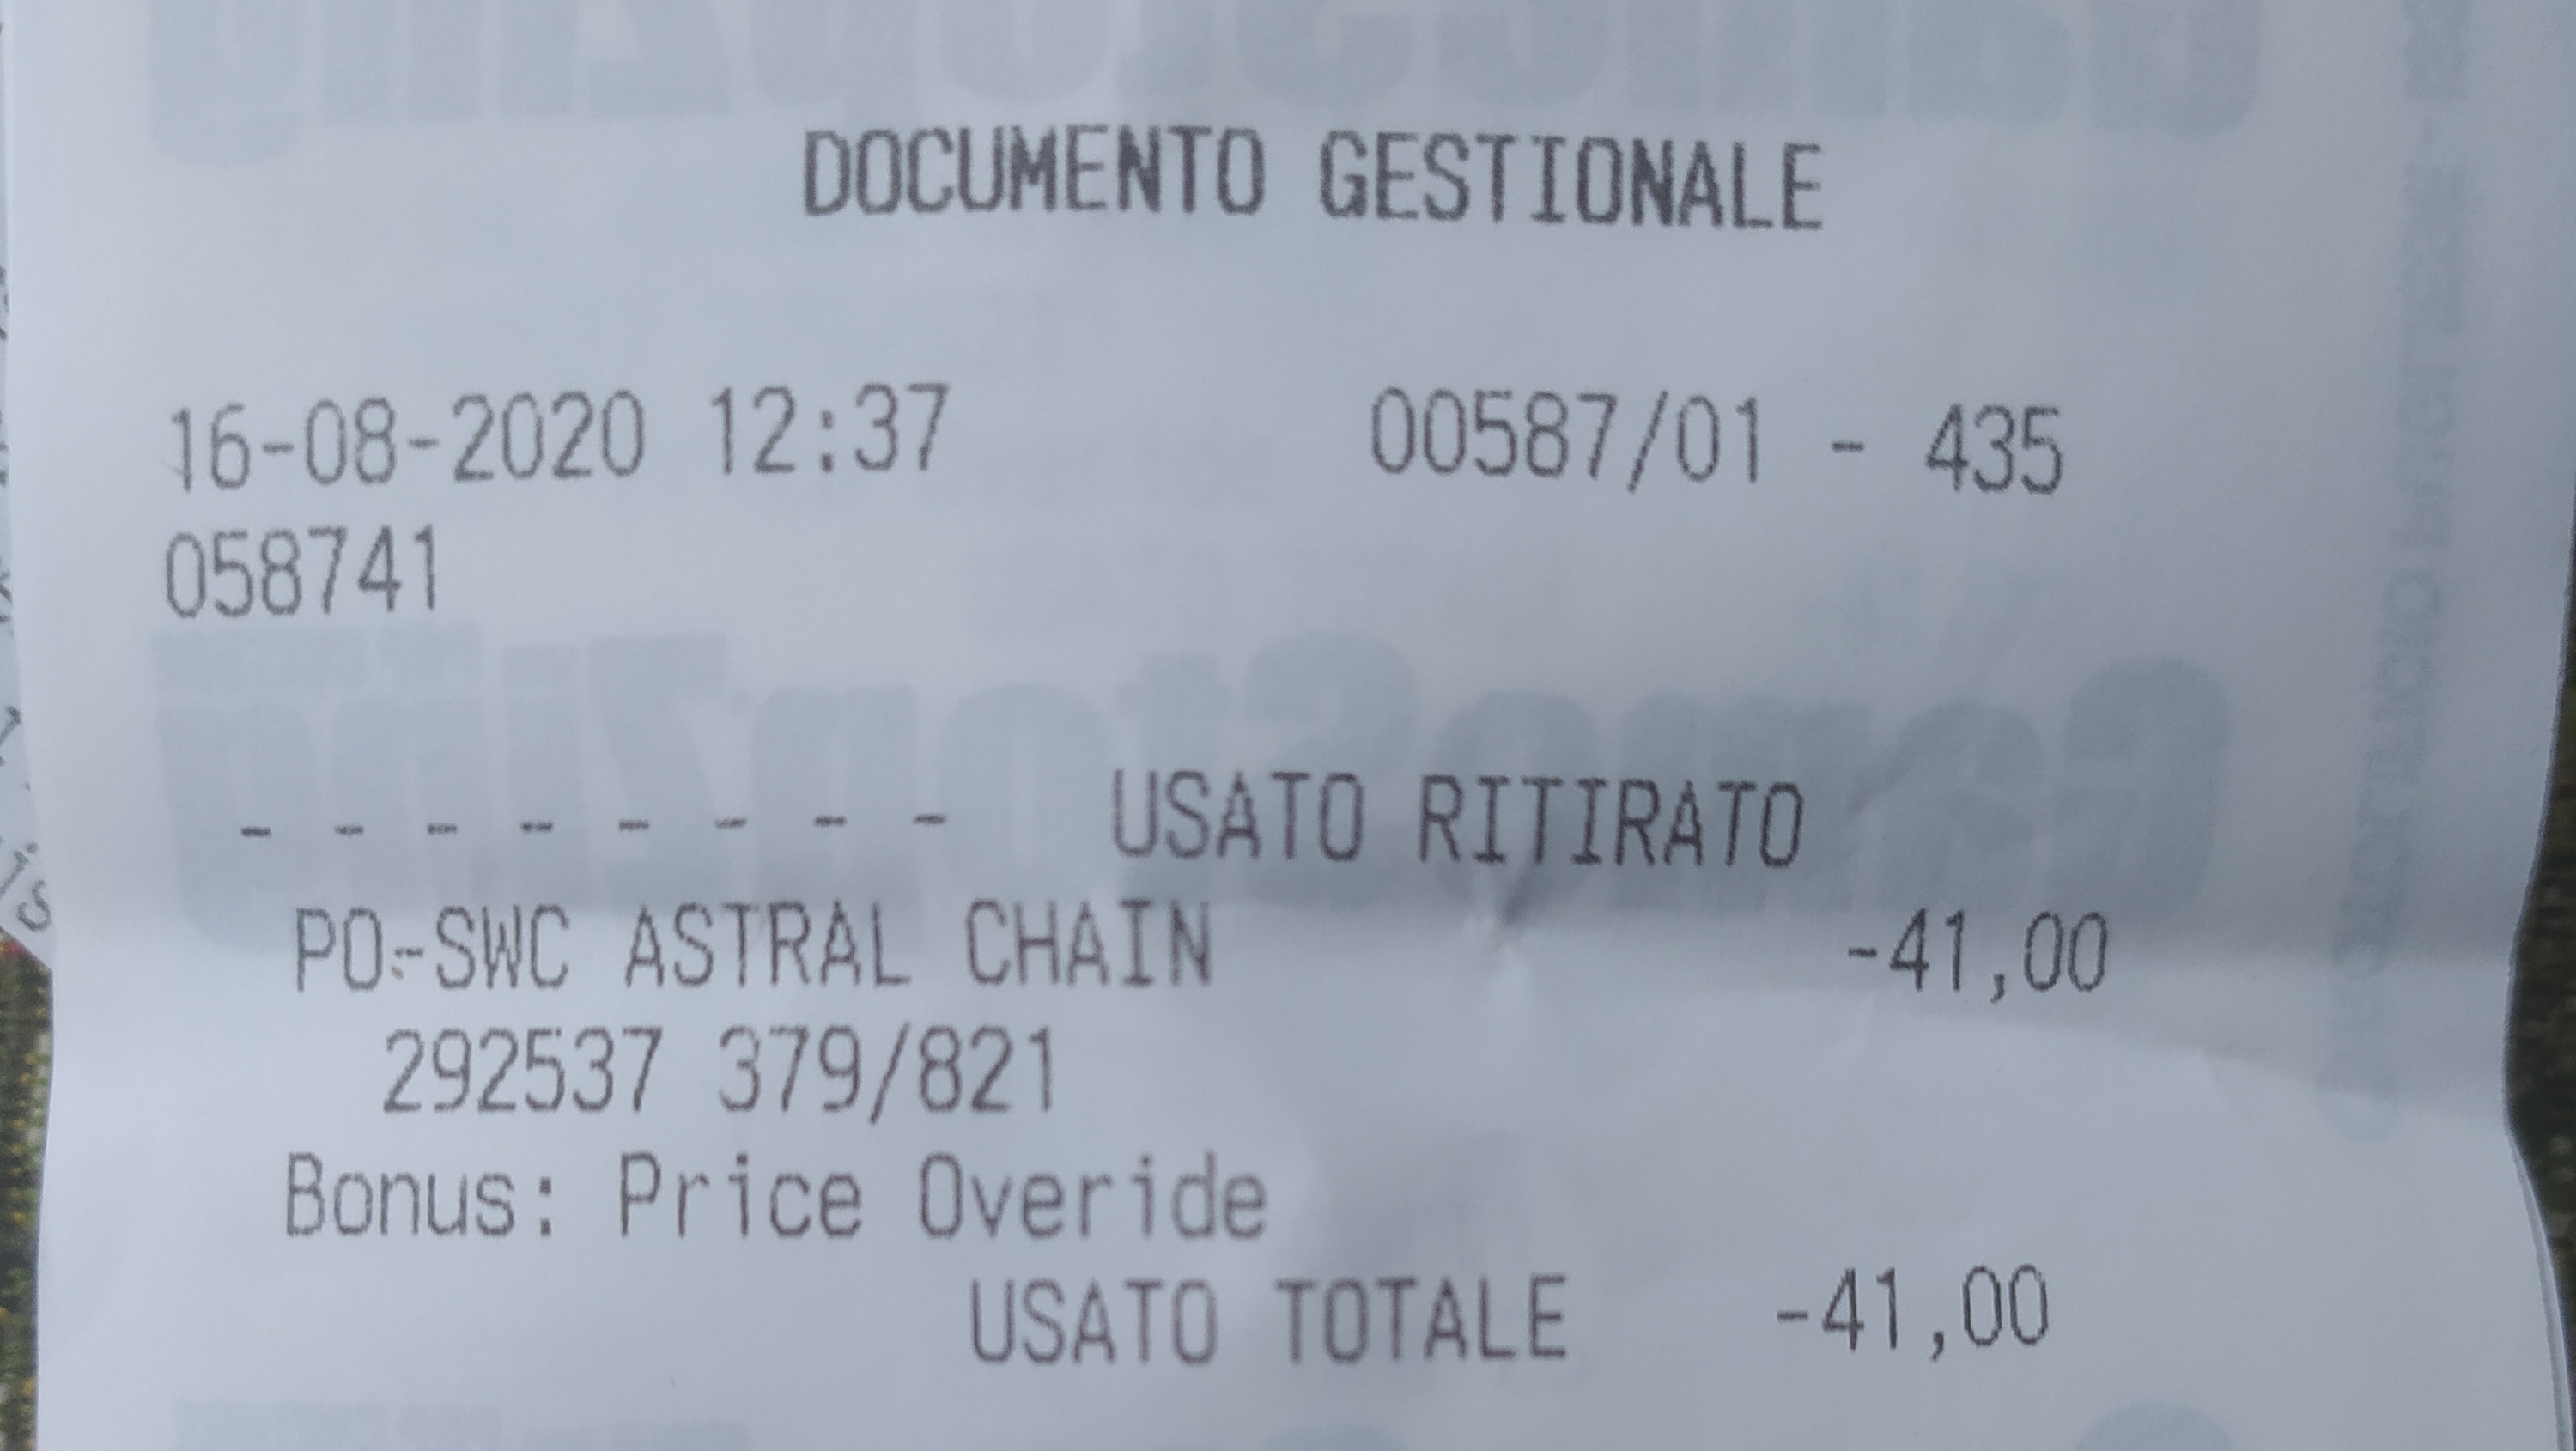 DOCUMENTO GESTIONALE
16-08-2020 12:37 00587/01 - 435
058741
- - - - - - - - USATO RITIRATO
PO-SWC ASTRAL CHAIN -41,00
292537 379/821
Bonus: Price Overide
USATO TOTALE -41,00